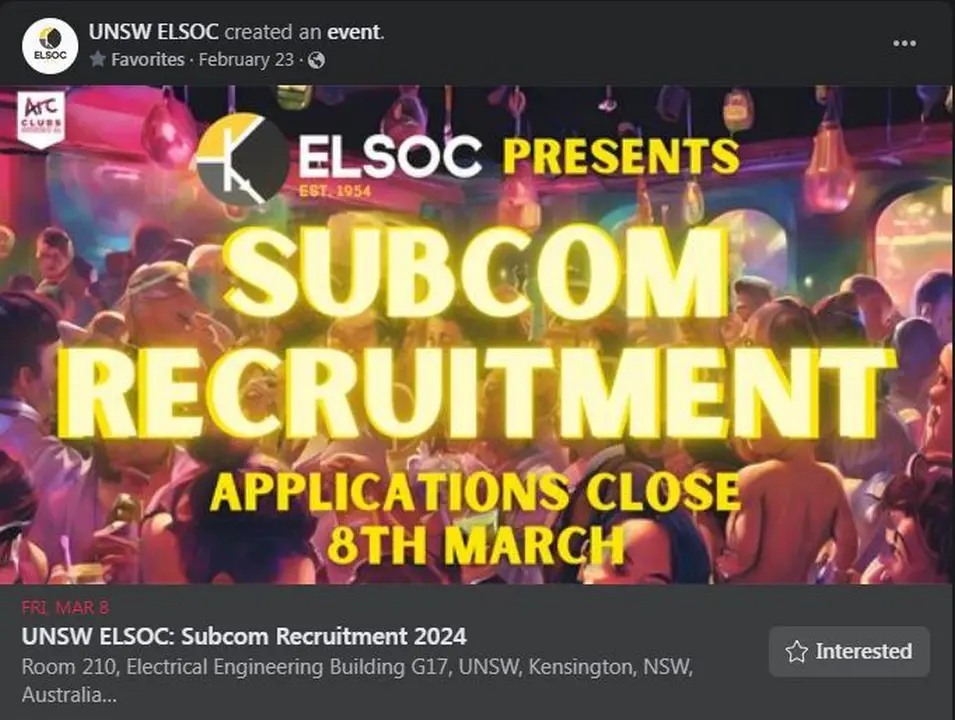 UNSW ELSOC created an event.
ELSOC
Favorites · February 23 ·
Arc
CLUBS
ELSOC PRESENTS
EST. 1954
SUBCOM
RECRUITMENT
APPLICATIONS CLOSE
8TH MARCH
FRI, MAR 8
UNSW ELSOC: Subcom Recruitment 2024
Room 210, Electrical Engineering Building G17, UNSW, Kensington, NSW,
Australia...
Interested